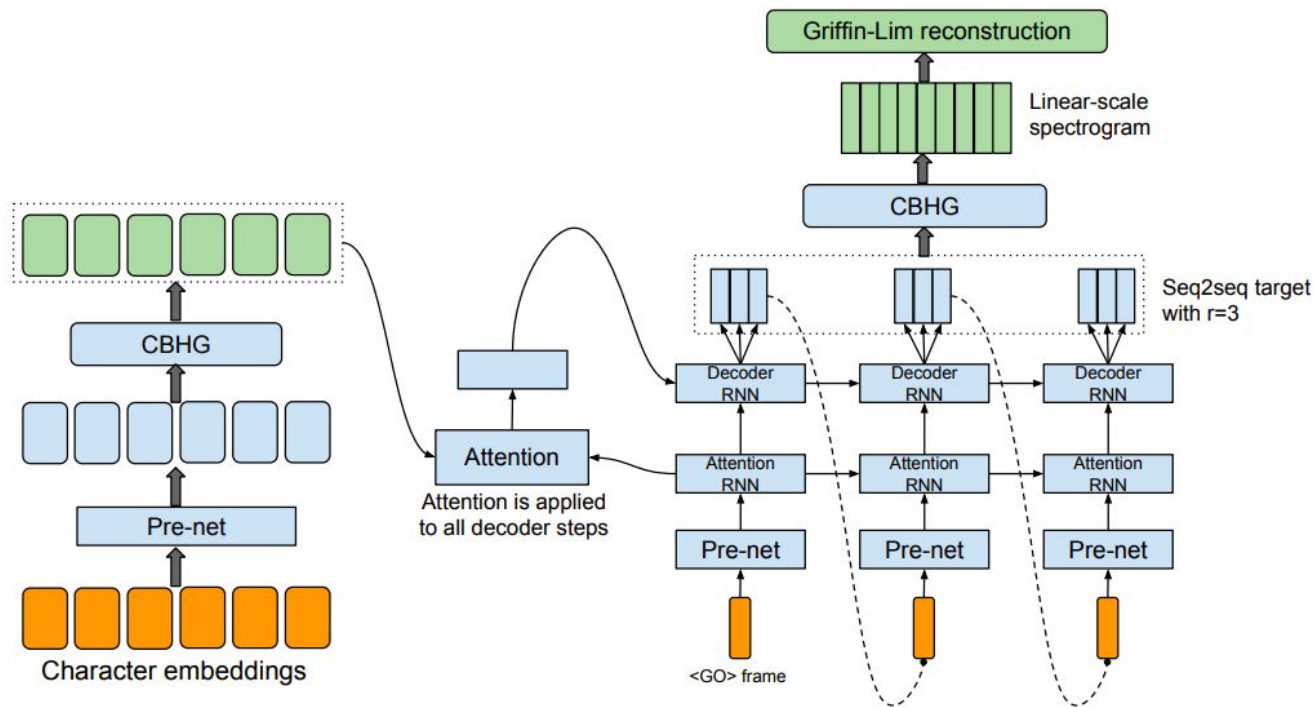 Griffin-Lim reconstruction
Linear-scale
spectrogram
CBHG
Seq2seq target
with r=3
CBHG
Decoder
RNN
Decoder
RNN
Decoder
RNN
Attention
Attention is applied
to all decoder steps
Attention
RNN
Attention
RNN
Attention
RNN
Pre-net
Pre-net
Pre-net
Pre-net
Character embeddings
<GO> frame